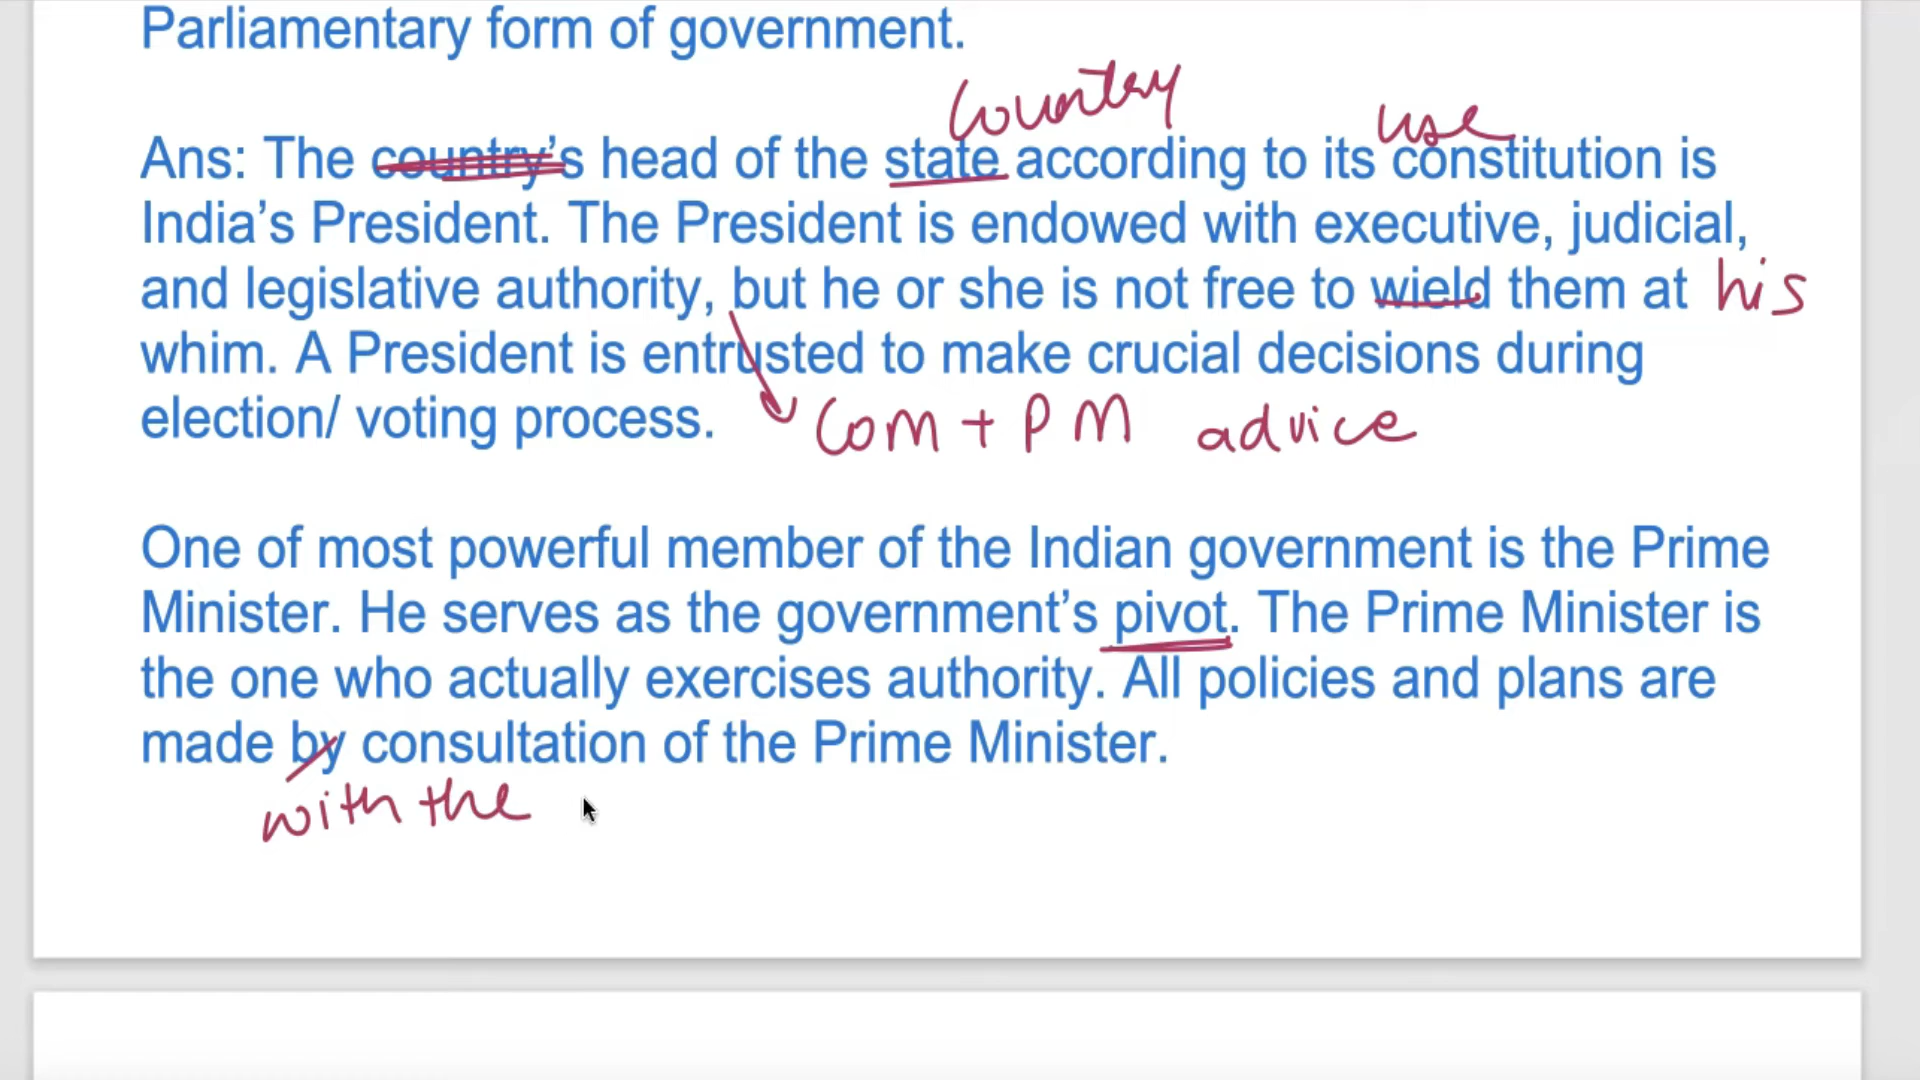 Parliamentary form of government.
country
use
Ans: The country's head of the state according to its constitution is
India's President. The President is endowed with executive, judicial,
and legislative authority, but he or she is not free to wield them at his
whim. A President is entrusted to make crucial decisions during
election/ voting process. COM + PM advice
One of most powerful member of the Indian government is the Prime
Minister. He serves as the government's pivot. The Prime Minister is
the one who actually exercises authority. All policies and plans are
made by consultation of the Prime Minister.
with the